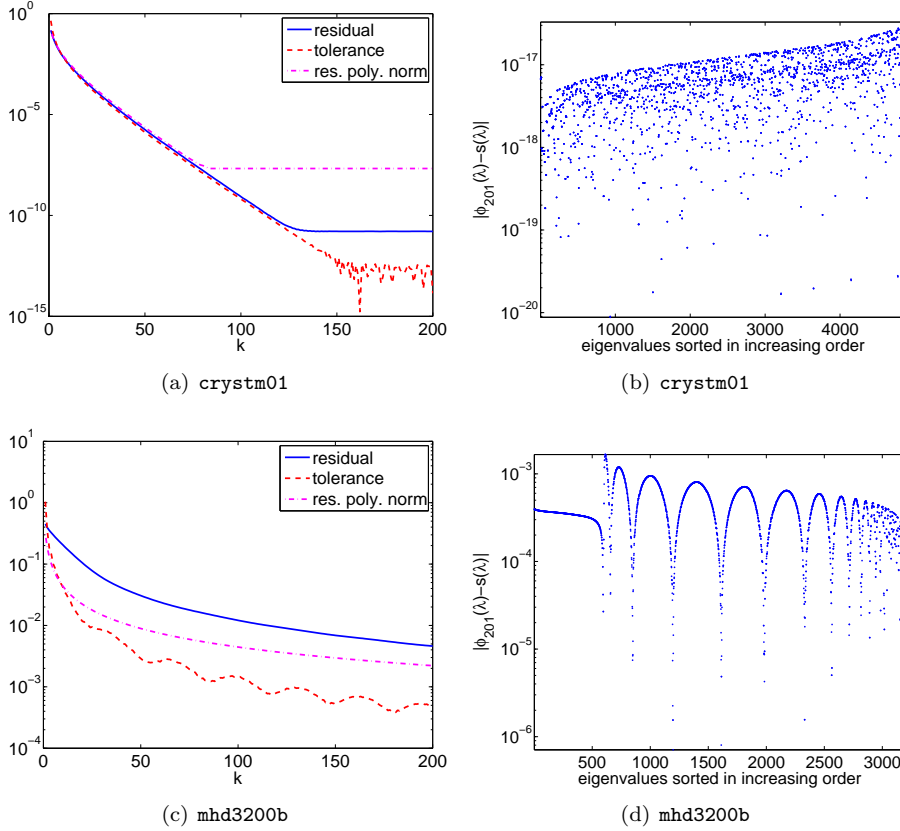 10^0
10^-5
10^-10
10^-15
0 50 100 150 200
k
residual
tolerance
res. poly. norm
(a) crystm01
10^-17
10^-18
10^-19
10^-20
|ϕ_201(λ)−s(λ)|
1000 2000 3000 4000
eigenvalues sorted in increasing order
(b) crystm01
10^1
10^0
10^-1
10^-2
10^-3
10^-4
0 50 100 150 200
k
residual
tolerance
res. poly. norm
(c) mhd3200b
10^-3
10^-4
10^-5
10^-6
|ϕ_201(λ)−s(λ)|
500 1000 1500 2000 2500 3000
eigenvalues sorted in increasing order
(d) mhd3200b